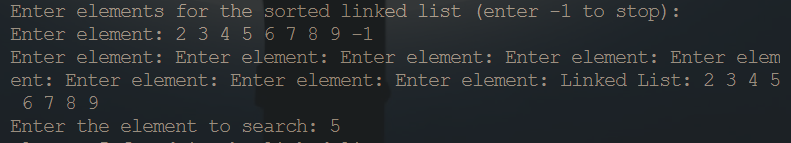 Enter elements for the sorted linked list (enter -1 to stop):
Enter element: 2 3 4 5 6 7 8 9 -1
Enter element: Enter element: Enter element: Enter element: Enter elem
ent: Enter element: Enter element: Enter element: Linked List: 2 3 4 5
 6 7 8 9
Enter the element to search: 5